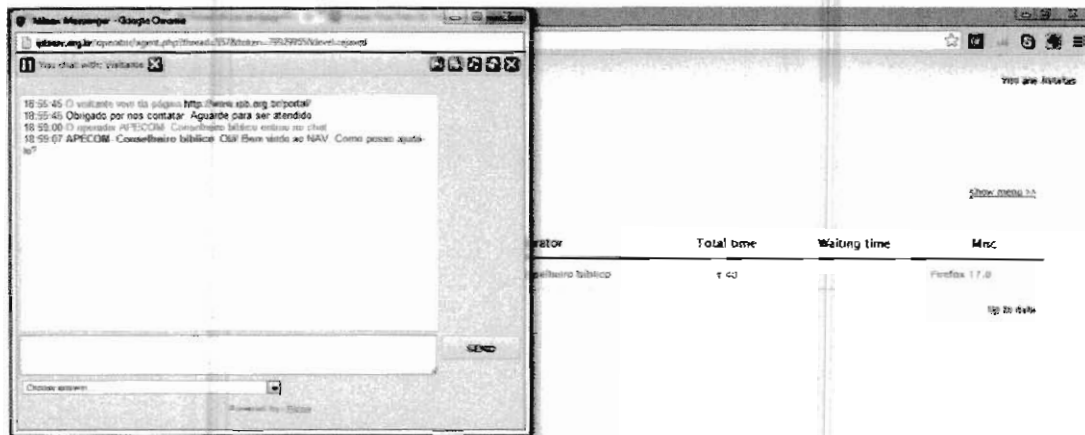 Messenger - Google Chrome
You chat with: visitante
18:55:45 O visitante veio da página http://www.ipb.org.br/portal/
18:55:45 Obrigado por nos contatar. Aguarde para ser atendido
18:59:00 O operador APECOM- Conselheiro bíblico entrou no chat
18:59:07 APECOM- Conselheiro bíblico: Olá! Bem vindo ao NAV. Como posso ajuda-
lo?
SEND
Choose answer
Powered by:
You are
Show menu >>
rator Total time Waiting time Misc
selheiro bíblico 1:43 Firefox 17.0
Up to date